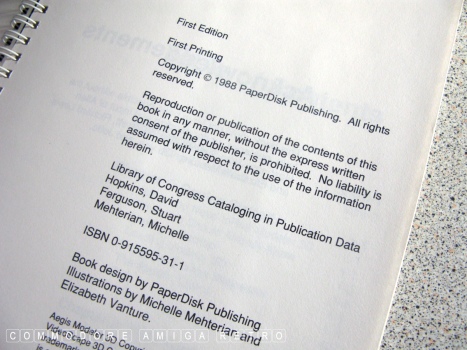 First Edition
First Printing
Copyright © 1988 PaperDisk Publishing. All rights
reserved.
Reproduction or publication of the contents of this
book in any manner, without the express written
consent of the publisher, is prohibited. No liability is
assumed with respect to the use of the information
herein.
Library of Congress Cataloging in Publication Data
Hopkins, David
Ferguson, Stuart
Mehterian, Michelle
ISBN 0-915595-31-1
Book design by PaperDisk Publishing
Illustrations by Michelle Mehterian and
Elizabeth Vanture.
Aegis Modeler 3D
COMMODORE AMIGA RETRO